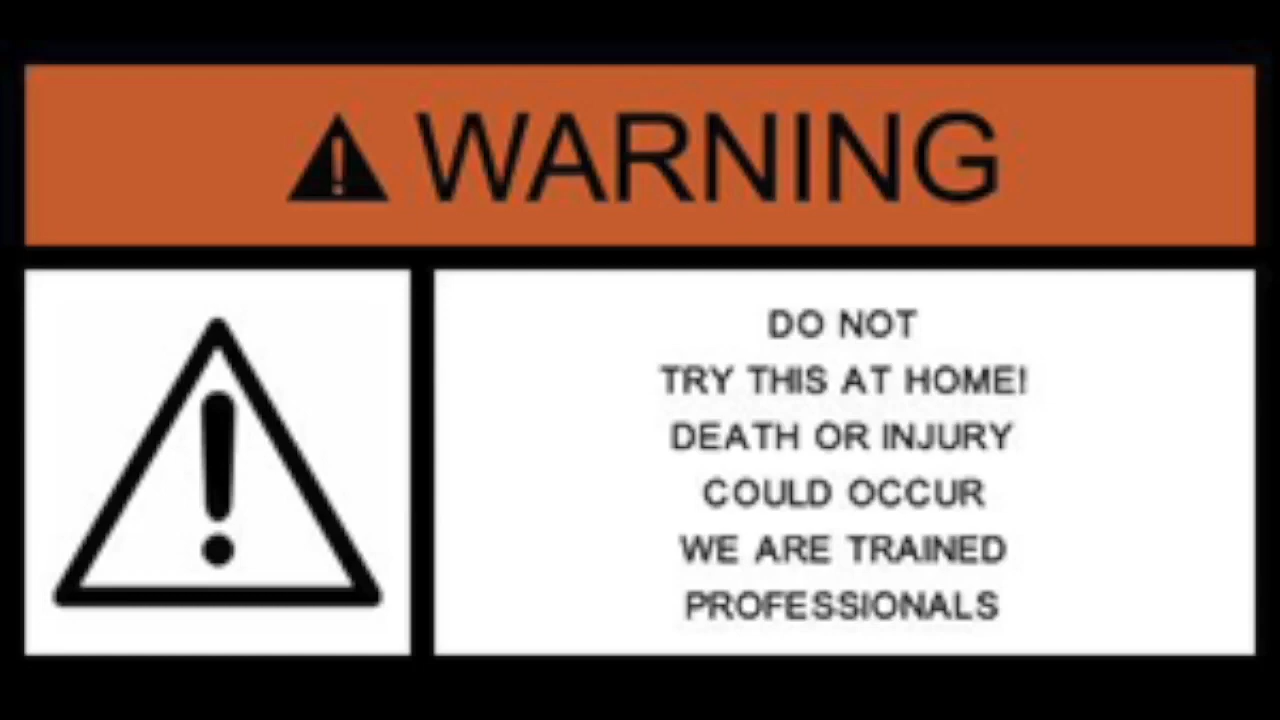 WARNING
DO NOT
TRY THIS AT HOME!
DEATH OR INJURY
COULD OCCUR
WE ARE TRAINED
PROFESSIONALS